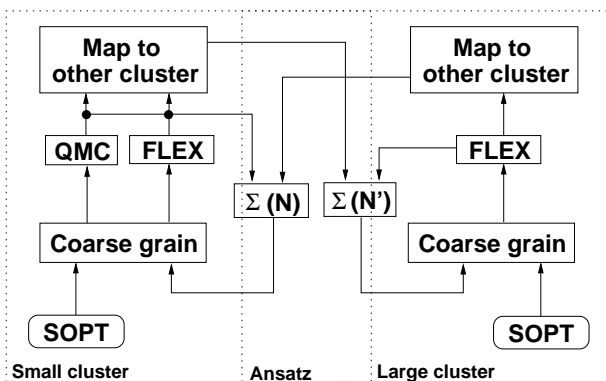 Map to
other cluster
Map to
other cluster
QMC
FLEX
FLEX
Σ (N)
Σ (N')
Coarse grain
Coarse grain
SOPT
SOPT
Small cluster
Ansatz
Large cluster